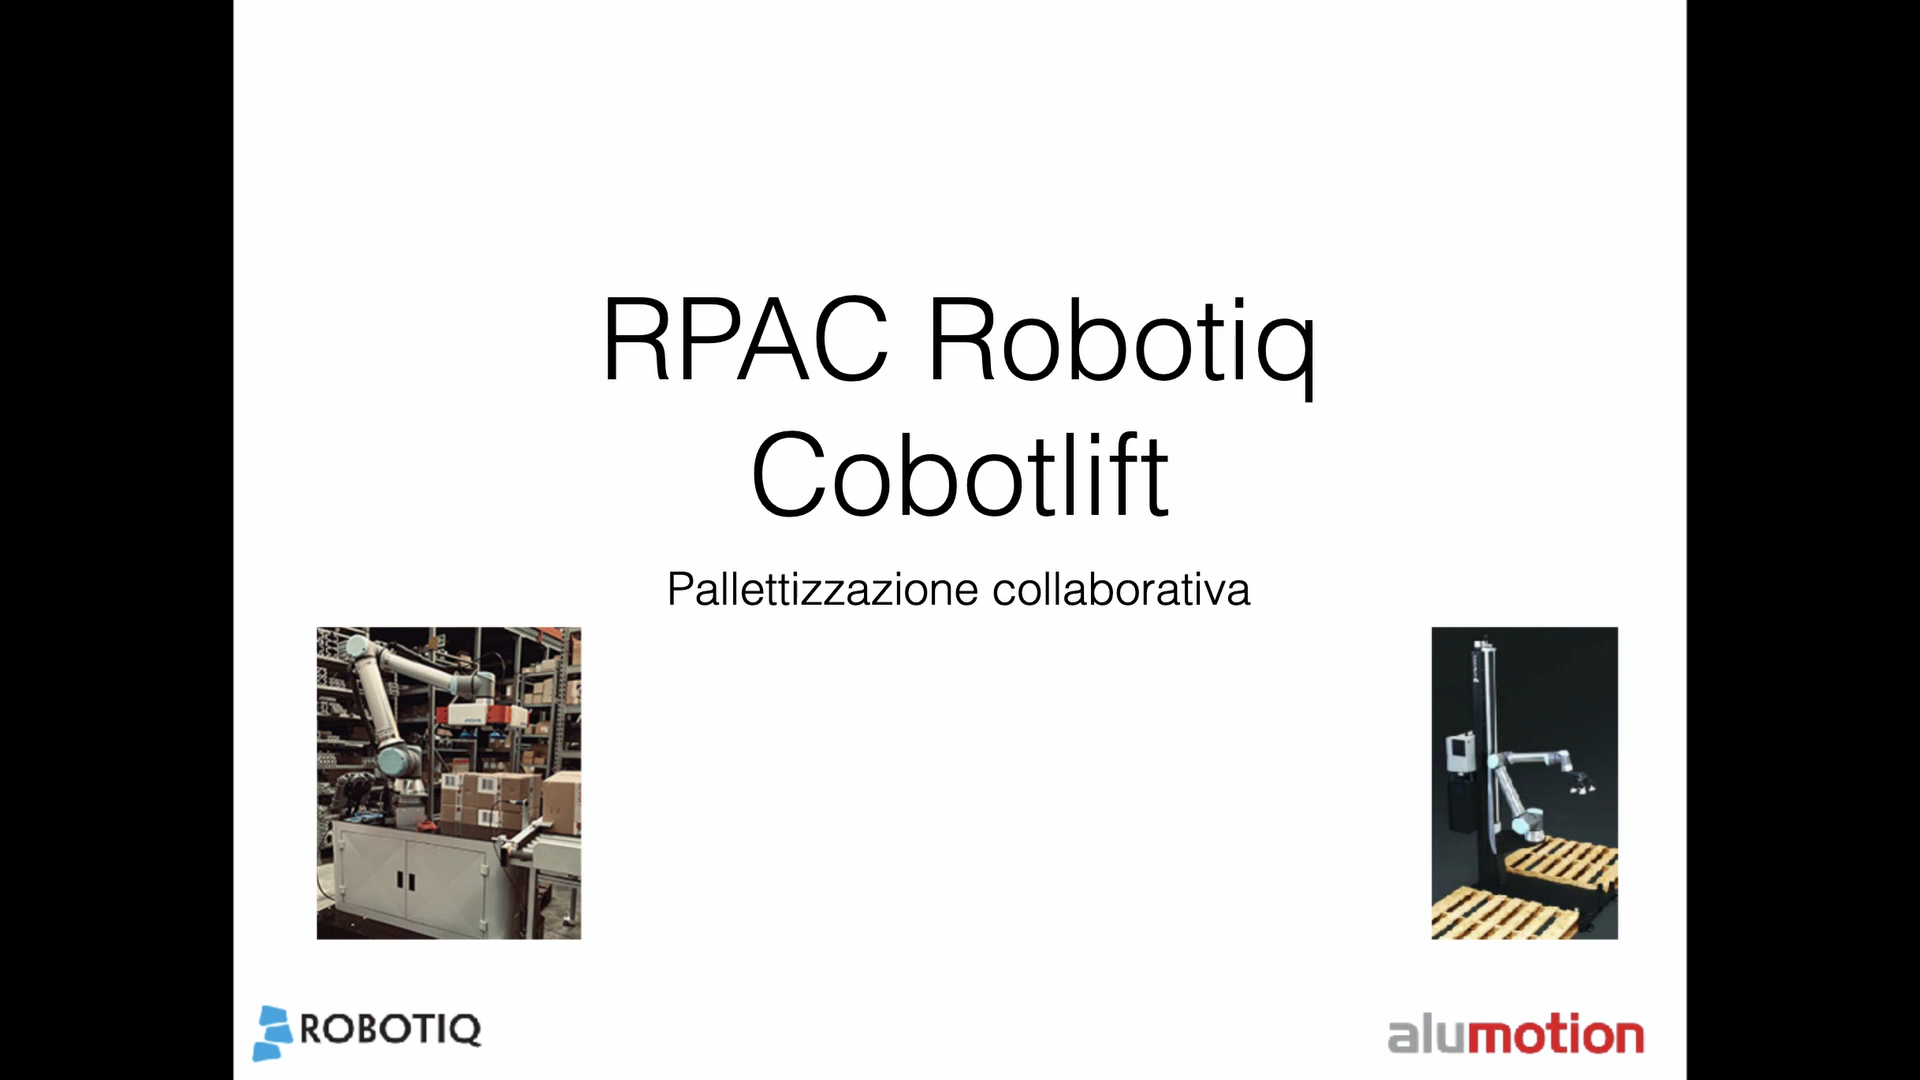 RPAC Robotiq
Cobotlift
Pallettizzazione collaborativa
ROBOTIQ
alumotion